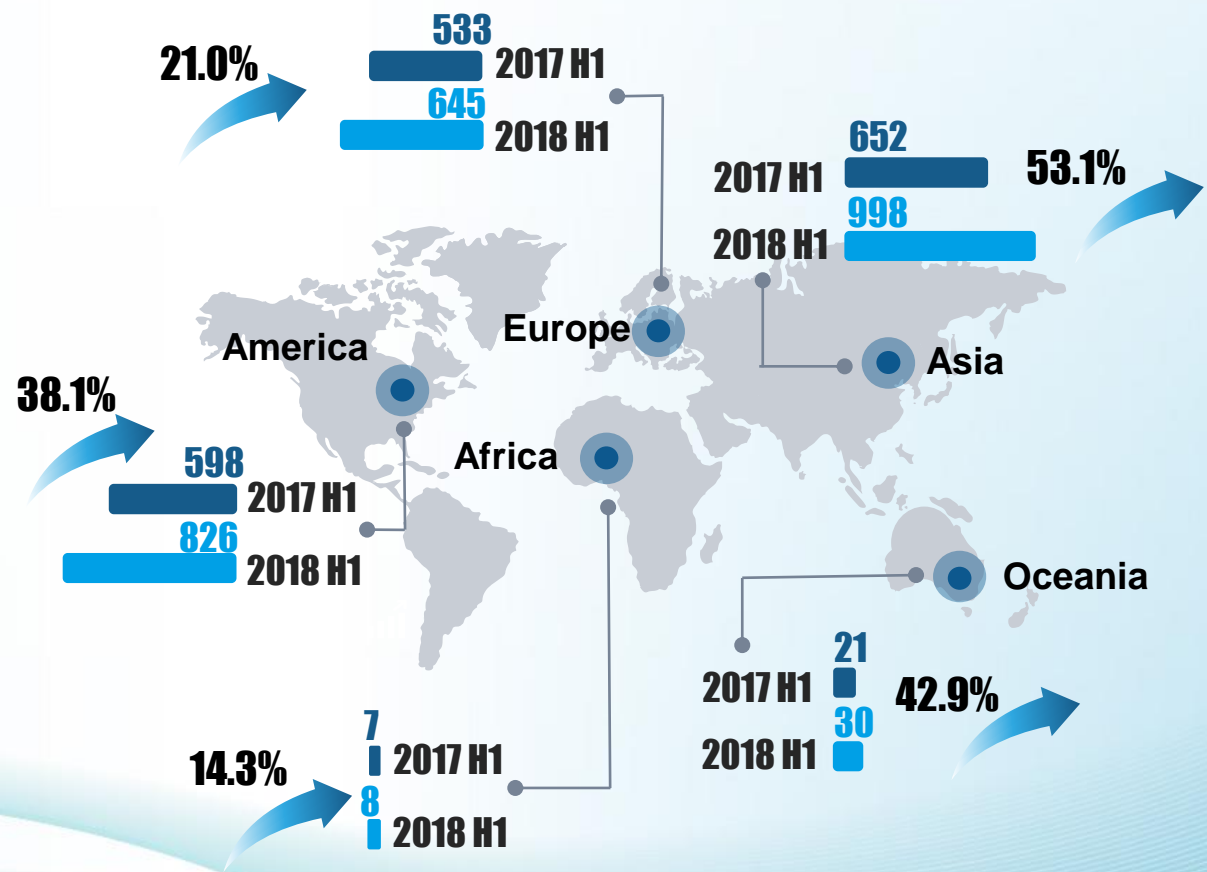 533
21.0%
2017 H1
645
2018 H1
652
2017 H1
53.1%
998
2018 H1
Europe
America
Asia
38.1%
Africa
598
2017 H1
826
2018 H1
Oceania
21
2017 H1
42.9%
30
2018 H1
7
2017 H1
14.3%
8
2018 H1